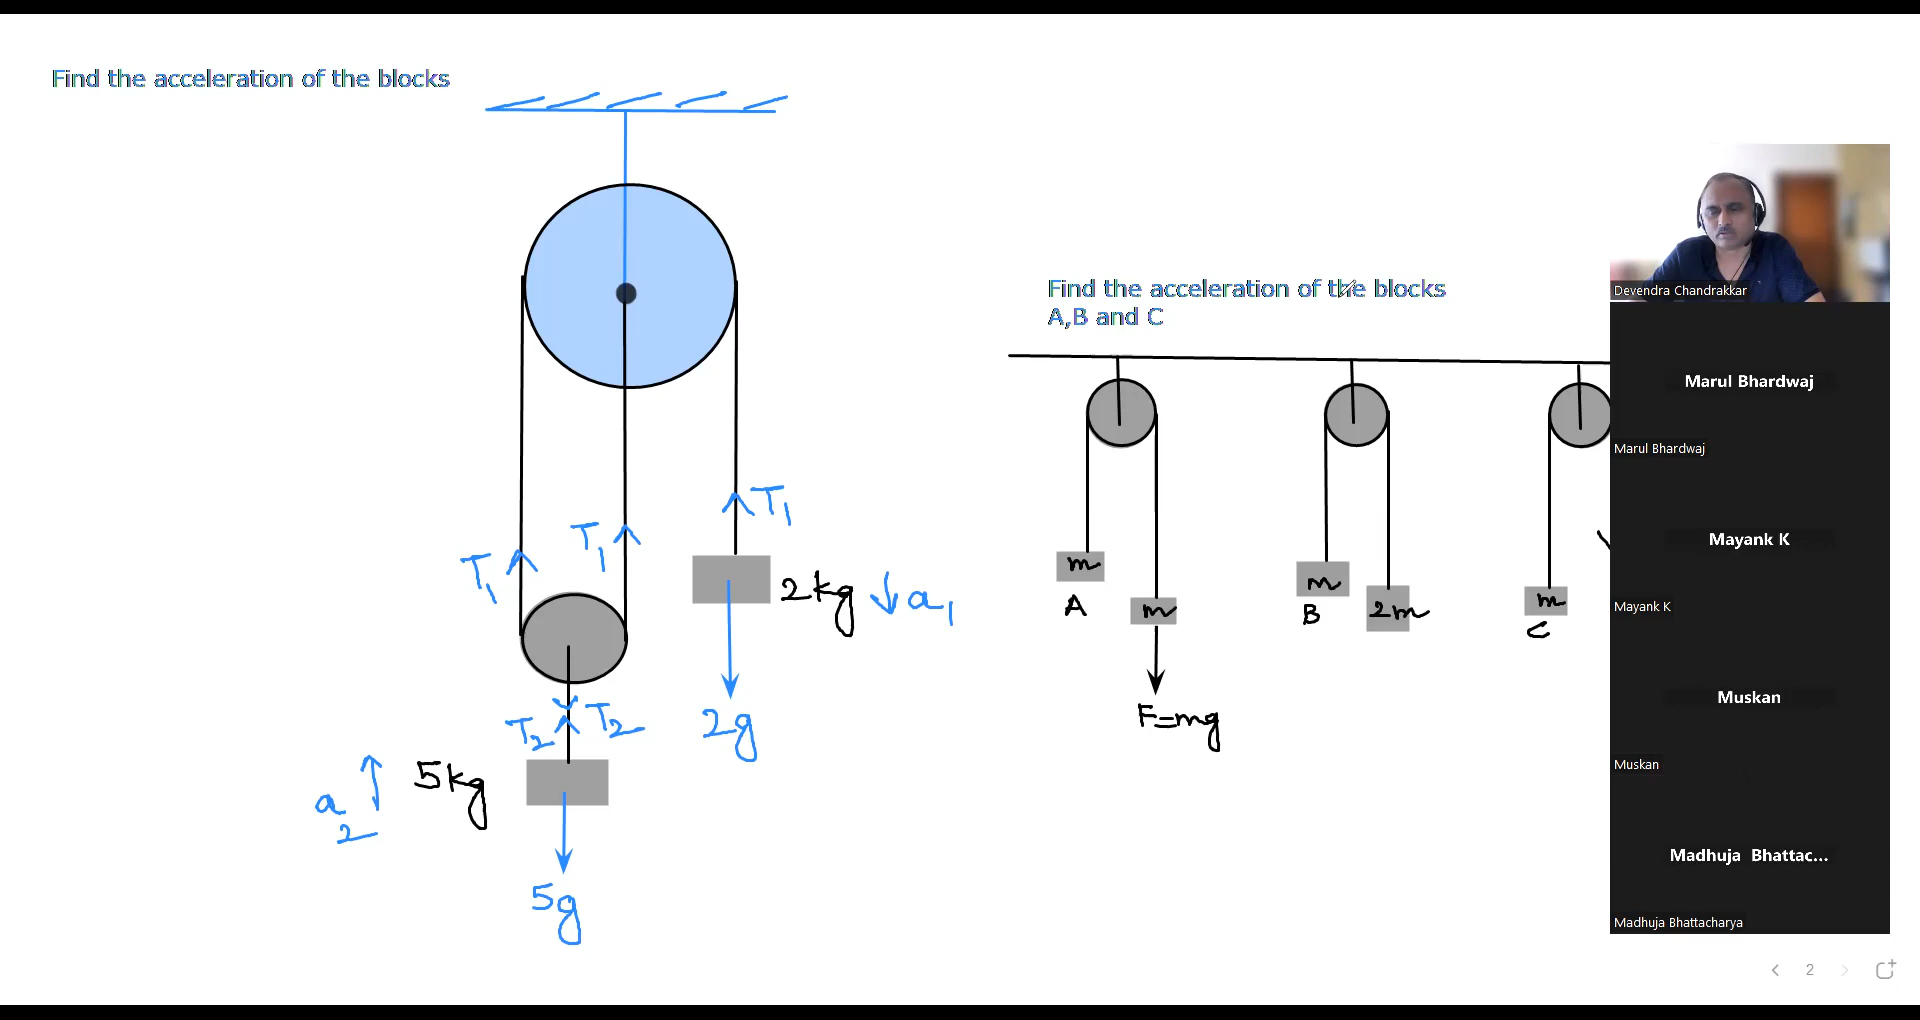 Find the acceleration of the blocks
T1
T1
T1
2kg
a1
T2
T2
2g
5kg
a2
5g
Find the acceleration of the blocks
A,B and C
m
A
m
F=mg
m
B
2m
m
C
Devendra Chandrakkar
Marul Bhardwaj
Marul Bhardwaj
Mayank K
Mayank K
Muskan
Muskan
Madhuja Bhattac...
Madhuja Bhattacharya
2